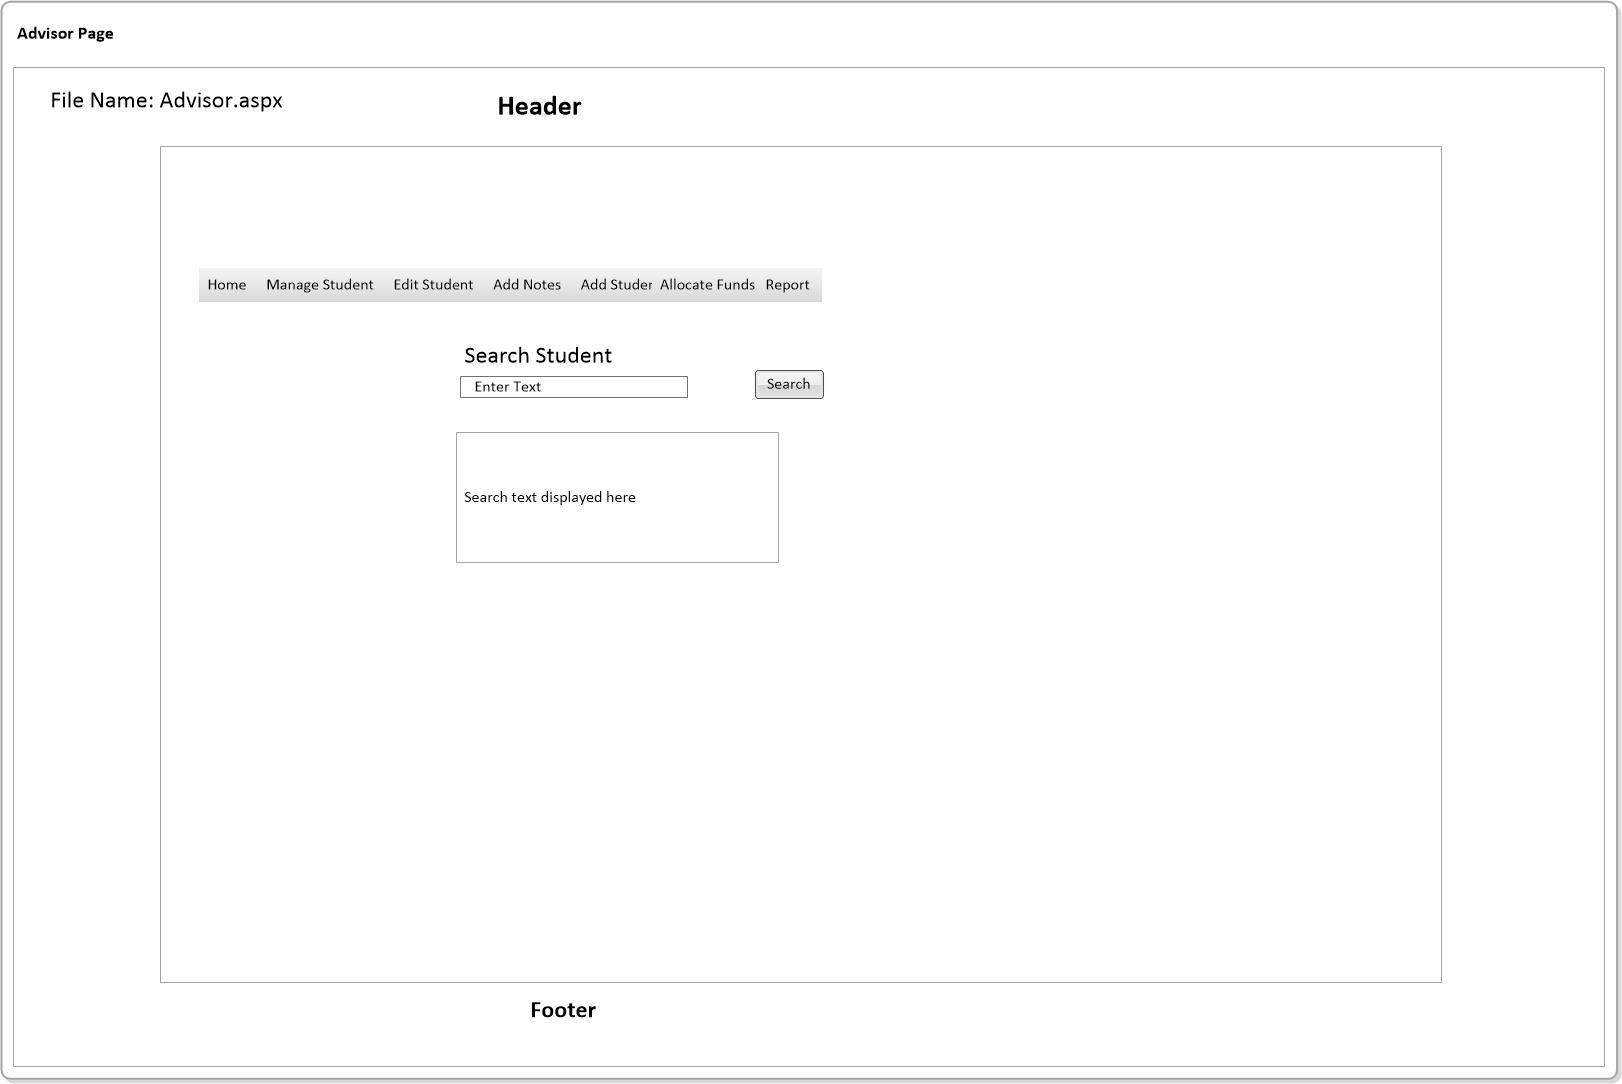 Advisor Page
File Name: Advisor.aspx
Header
Home Manage Student Edit Student Add Notes Add Studer Allocate Funds Report
Search Student
Enter Text
Search
Search text displayed here
Footer